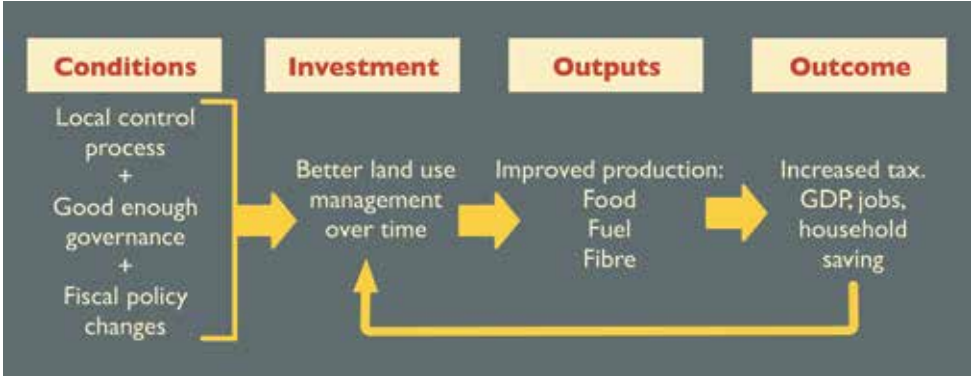 Conditions
Investment
Outputs
Outcome
Local control
process
+
Good enough
governance
+
Fiscal policy
changes
Better land use
management
over time
Improved production:
Food
Fuel
Fibre
Increased tax.
GDP, jobs,
household
saving